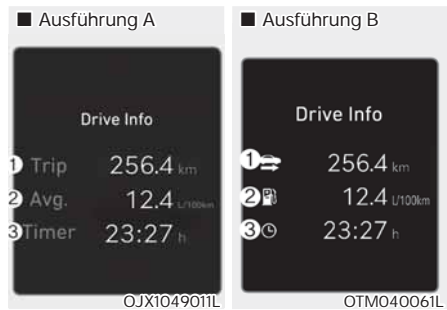 ■ Ausführung A
Drive Info
1 Trip 256.4 km
2 Avg. 12.4 L/100km
3 Timer 23:27 h
OJX1049011L
■ Ausführung B
Drive Info
1 256.4 km
2 12.4 L/100km
3 23:27 h
OTM040061L